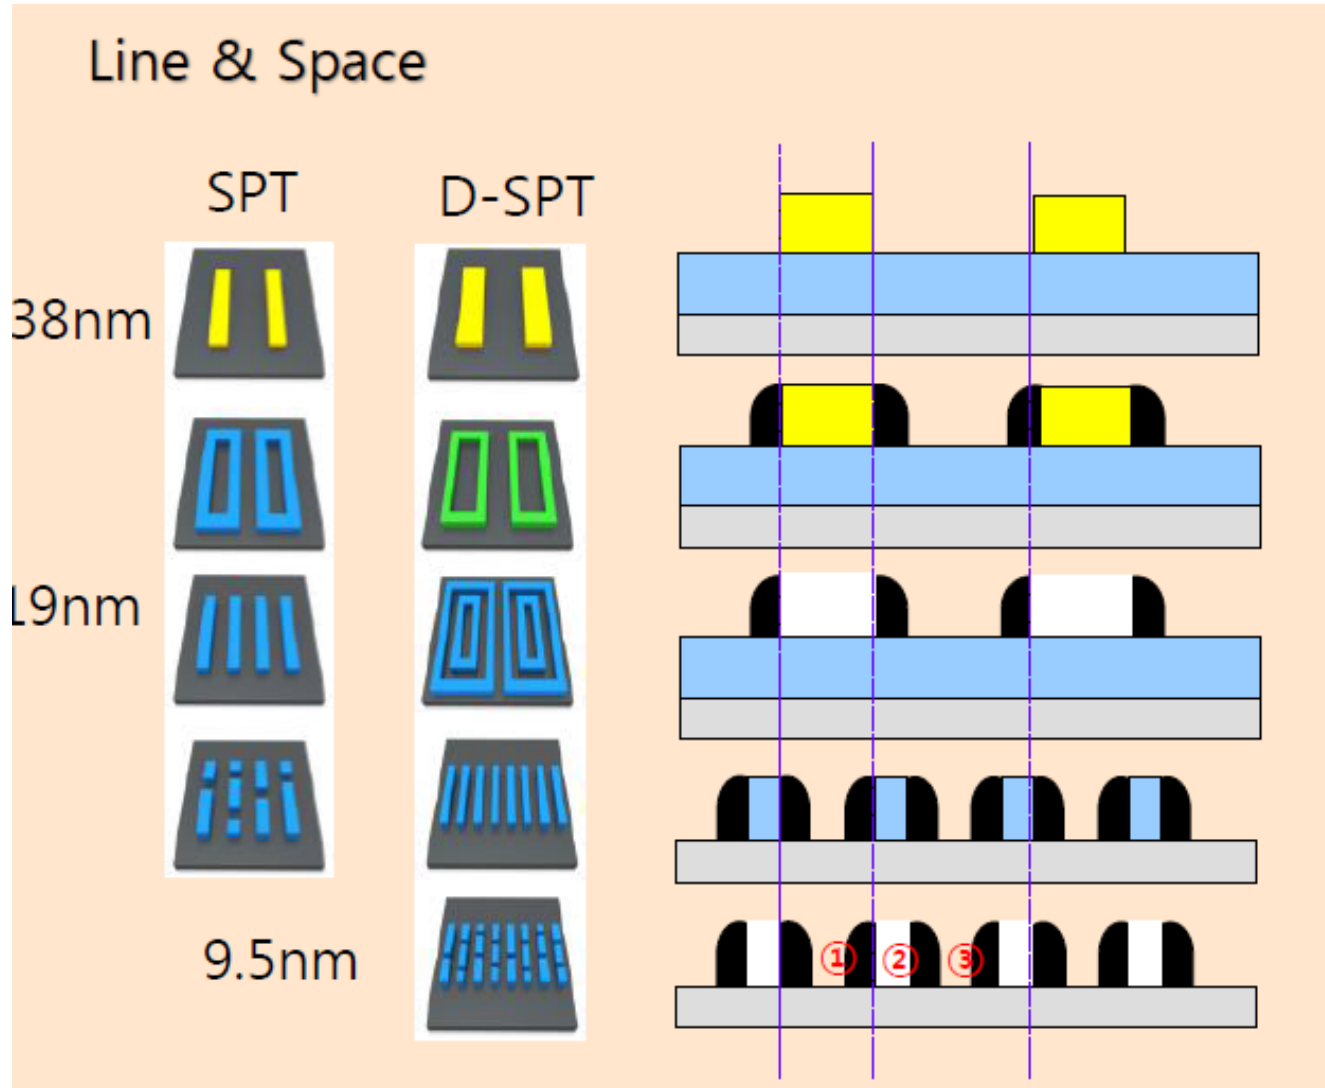 Line & Space
SPT
D-SPT
38nm
19nm
9.5nm
① ② ③